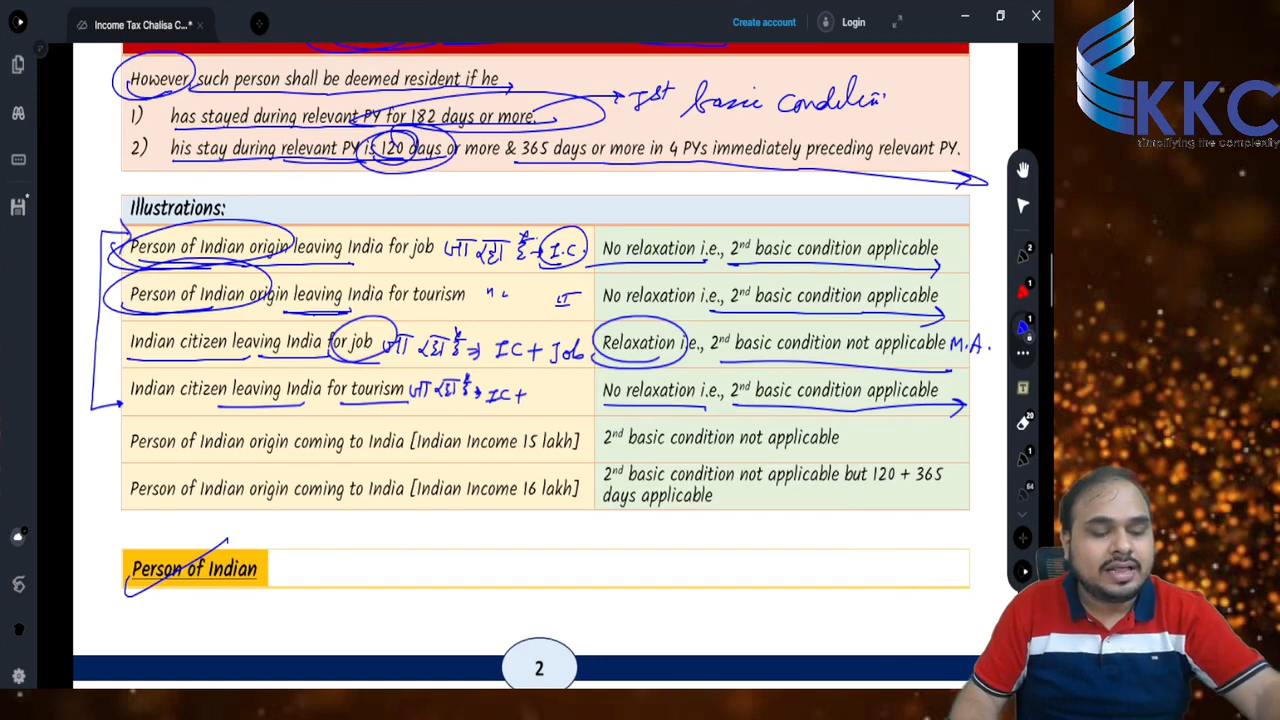 Income Tax Chalisa C...* ×
Create account
Login
However, such person shall be deemed resident if he
1) has stayed during relevant PY for 182 days or more. → Ist basic condition
2) his stay during relevant PY is 120 days or more & 365 days or more in 4 PYs immediately preceding relevant PY.
Illustrations:
Person of Indian origin leaving India for job जा रहा है → I.C. No relaxation i.e., 2nd basic condition applicable
Person of Indian origin leaving India for tourism No relaxation i.e., 2nd basic condition applicable
Indian citizen leaving India for job जा रहा है ⇒ IC + Job Relaxation i.e., 2nd basic condition not applicable M.A.
Indian citizen leaving India for tourism जा रहा है → IC + No relaxation i.e., 2nd basic condition applicable
Person of Indian origin coming to India [Indian Income 15 lakh] 2nd basic condition not applicable
Person of Indian origin coming to India [Indian Income 16 lakh] 2nd basic condition not applicable but 120 + 365
days applicable
Person of Indian
2
KKC
simplifying the complexity